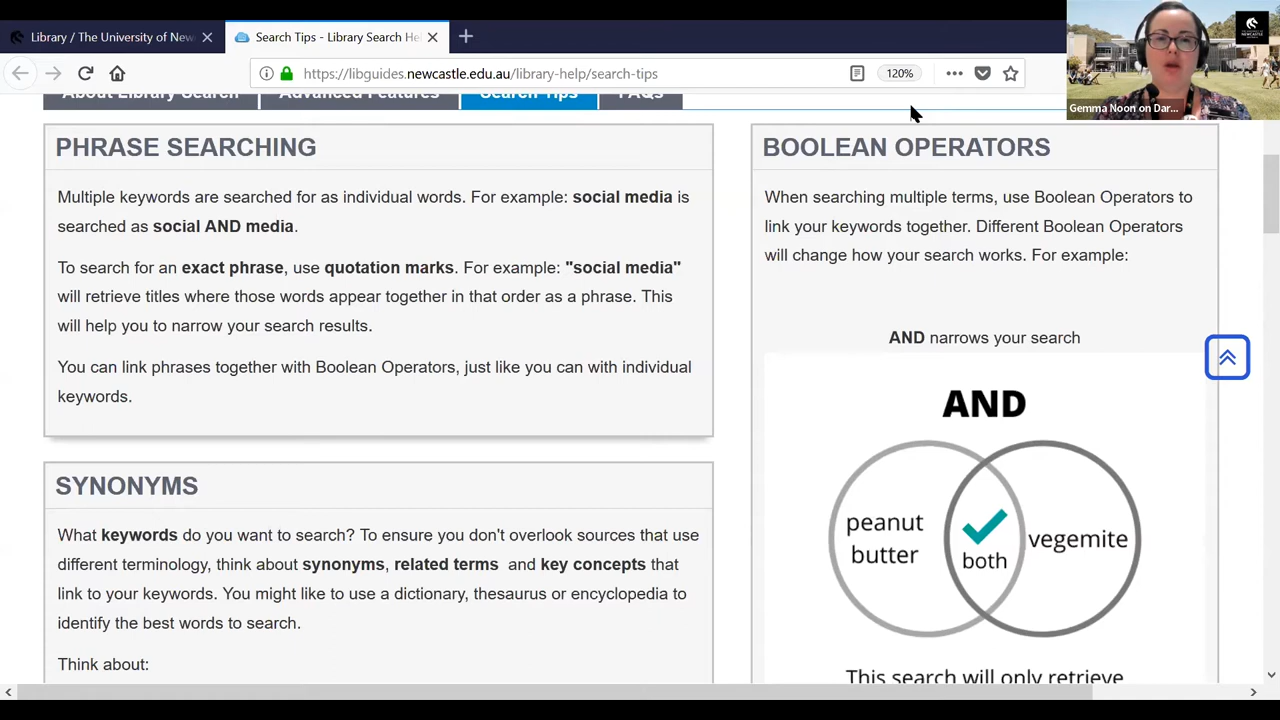 Library / The University of New
Search Tips - Library Search He
https://libguides.newcastle.edu.au/library-help/search-tips
120%
Gemma Noon on Dar...
About Library Search
Advanced Features
Search Tips
FAQs
PHRASE SEARCHING
Multiple keywords are searched for as individual words. For example: social media is
searched as social AND media.
To search for an exact phrase, use quotation marks. For example: "social media"
will retrieve titles where those words appear together in that order as a phrase. This
will help you to narrow your search results.
You can link phrases together with Boolean Operators, just like you can with individual
keywords.
SYNONYMS
What keywords do you want to search? To ensure you don't overlook sources that use
different terminology, think about synonyms, related terms and key concepts that
link to your keywords. You might like to use a dictionary, thesaurus or encyclopedia to
identify the best words to search.
Think about:
BOOLEAN OPERATORS
When searching multiple terms, use Boolean Operators to
link your keywords together. Different Boolean Operators
will change how your search works. For example:
AND narrows your search
AND
peanut
butter
both
vegemite
This search will only retrieve